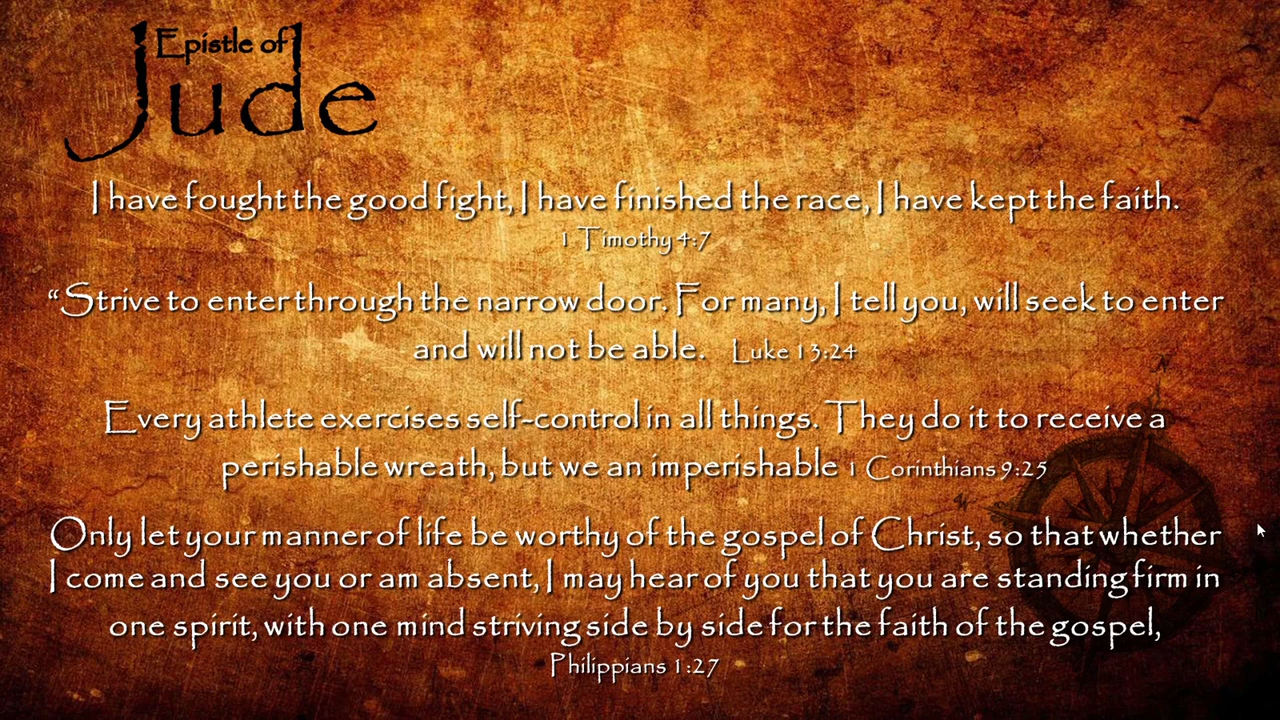 Epistle of
Jude
I have fought the good fight, I have finished the race, I have kept the faith.
1 Timothy 4:7
“Strive to enter through the narrow door. For many, I tell you, will seek to enter
and will not be able. Luke 13:24
Every athlete exercises self-control in all things. They do it to receive a
perishable wreath, but we an imperishable 1 Corinthians 9:25
Only let your manner of life be worthy of the gospel of Christ, so that whether
I come and see you or am absent, I may hear of you that you are standing firm in
one spirit, with one mind striving side by side for the faith of the gospel,
Philippians 1:27
N
W